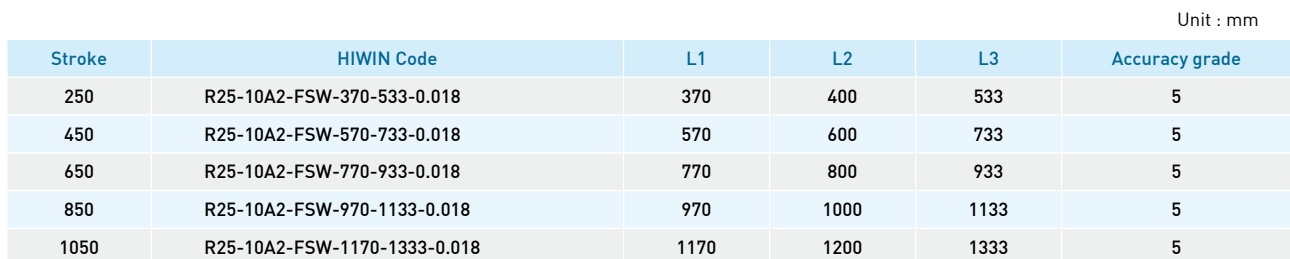 Unit : mm
Stroke HIWIN Code L1 L2 L3 Accuracy grade
250 R25-10A2-FSW-370-533-0.018 370 400 533 5
450 R25-10A2-FSW-570-733-0.018 570 600 733 5
650 R25-10A2-FSW-770-933-0.018 770 800 933 5
850 R25-10A2-FSW-970-1133-0.018 970 1000 1133 5
1050 R25-10A2-FSW-1170-1333-0.018 1170 1200 1333 5